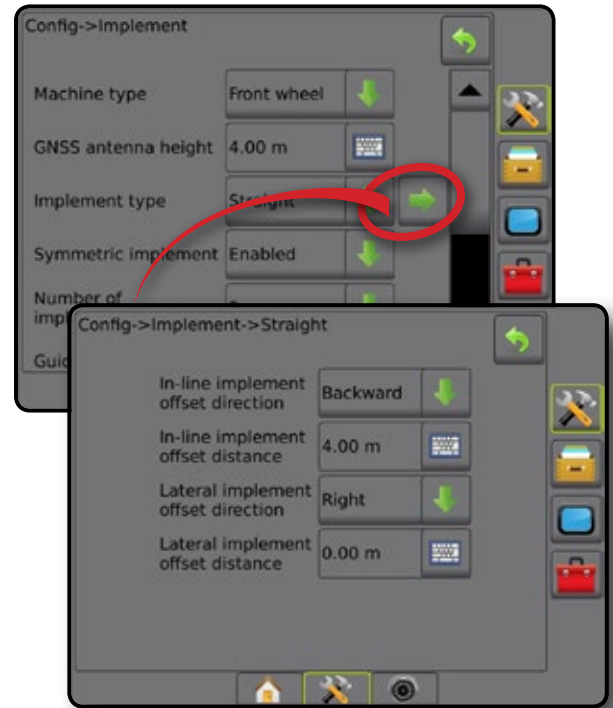 Config->Implement
Machine type Front wheel
GNSS antenna height 4.00 m
Implement type Straight
Symmetric implement Enabled
Number of
Config->Implement->Straight
In-line implement
offset direction Backward
In-line implement
offset distance 4.00 m
Lateral implement
offset direction Right
Lateral implement
offset distance 0.00 m